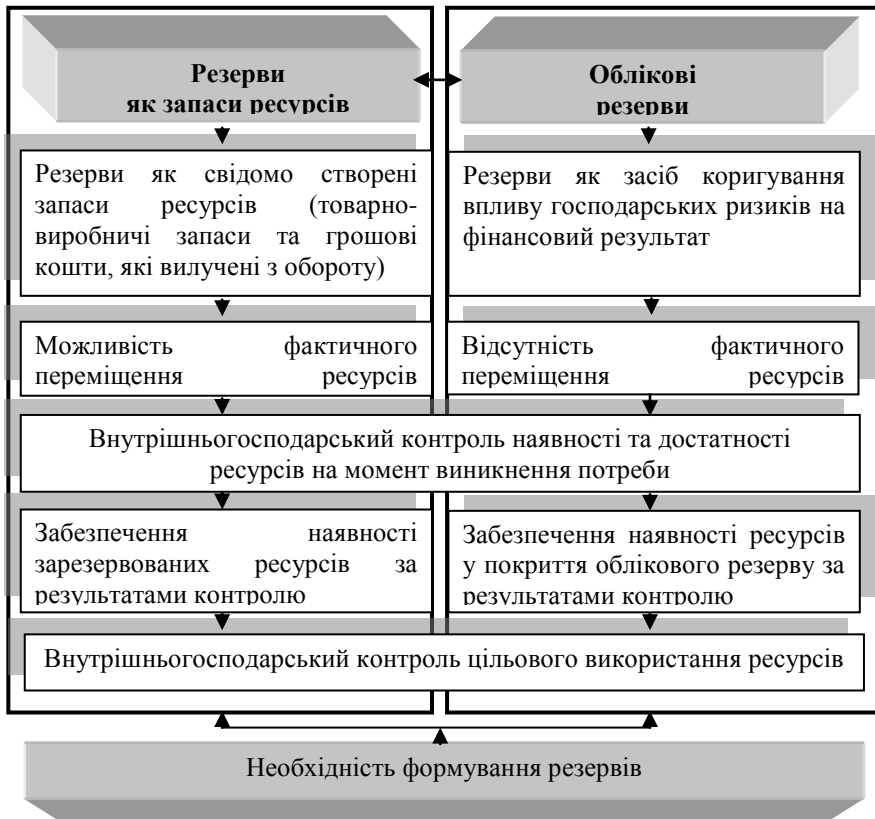 Резерви
як запаси ресурсів
Облікові
резерви
Резерви як свідомо створені
запаси ресурсів (товарно-
виробничі запаси та грошові
кошти, які вилучені з обороту)
Резерви як засіб коригування
впливу господарських ризиків на
фінансовий результат
Можливість фактичного
переміщення ресурсів
Відсутність фактичного
переміщення ресурсів
Внутрішньогосподарський контроль наявності та достатності
ресурсів на момент виникнення потреби
Забезпечення наявності
зарезервованих ресурсів за
результатами контролю
Забезпечення наявності ресурсів
у покриття облікового резерву за
результатами контролю
Внутрішньогосподарський контроль цільового використання ресурсів
Необхідність формування резервів